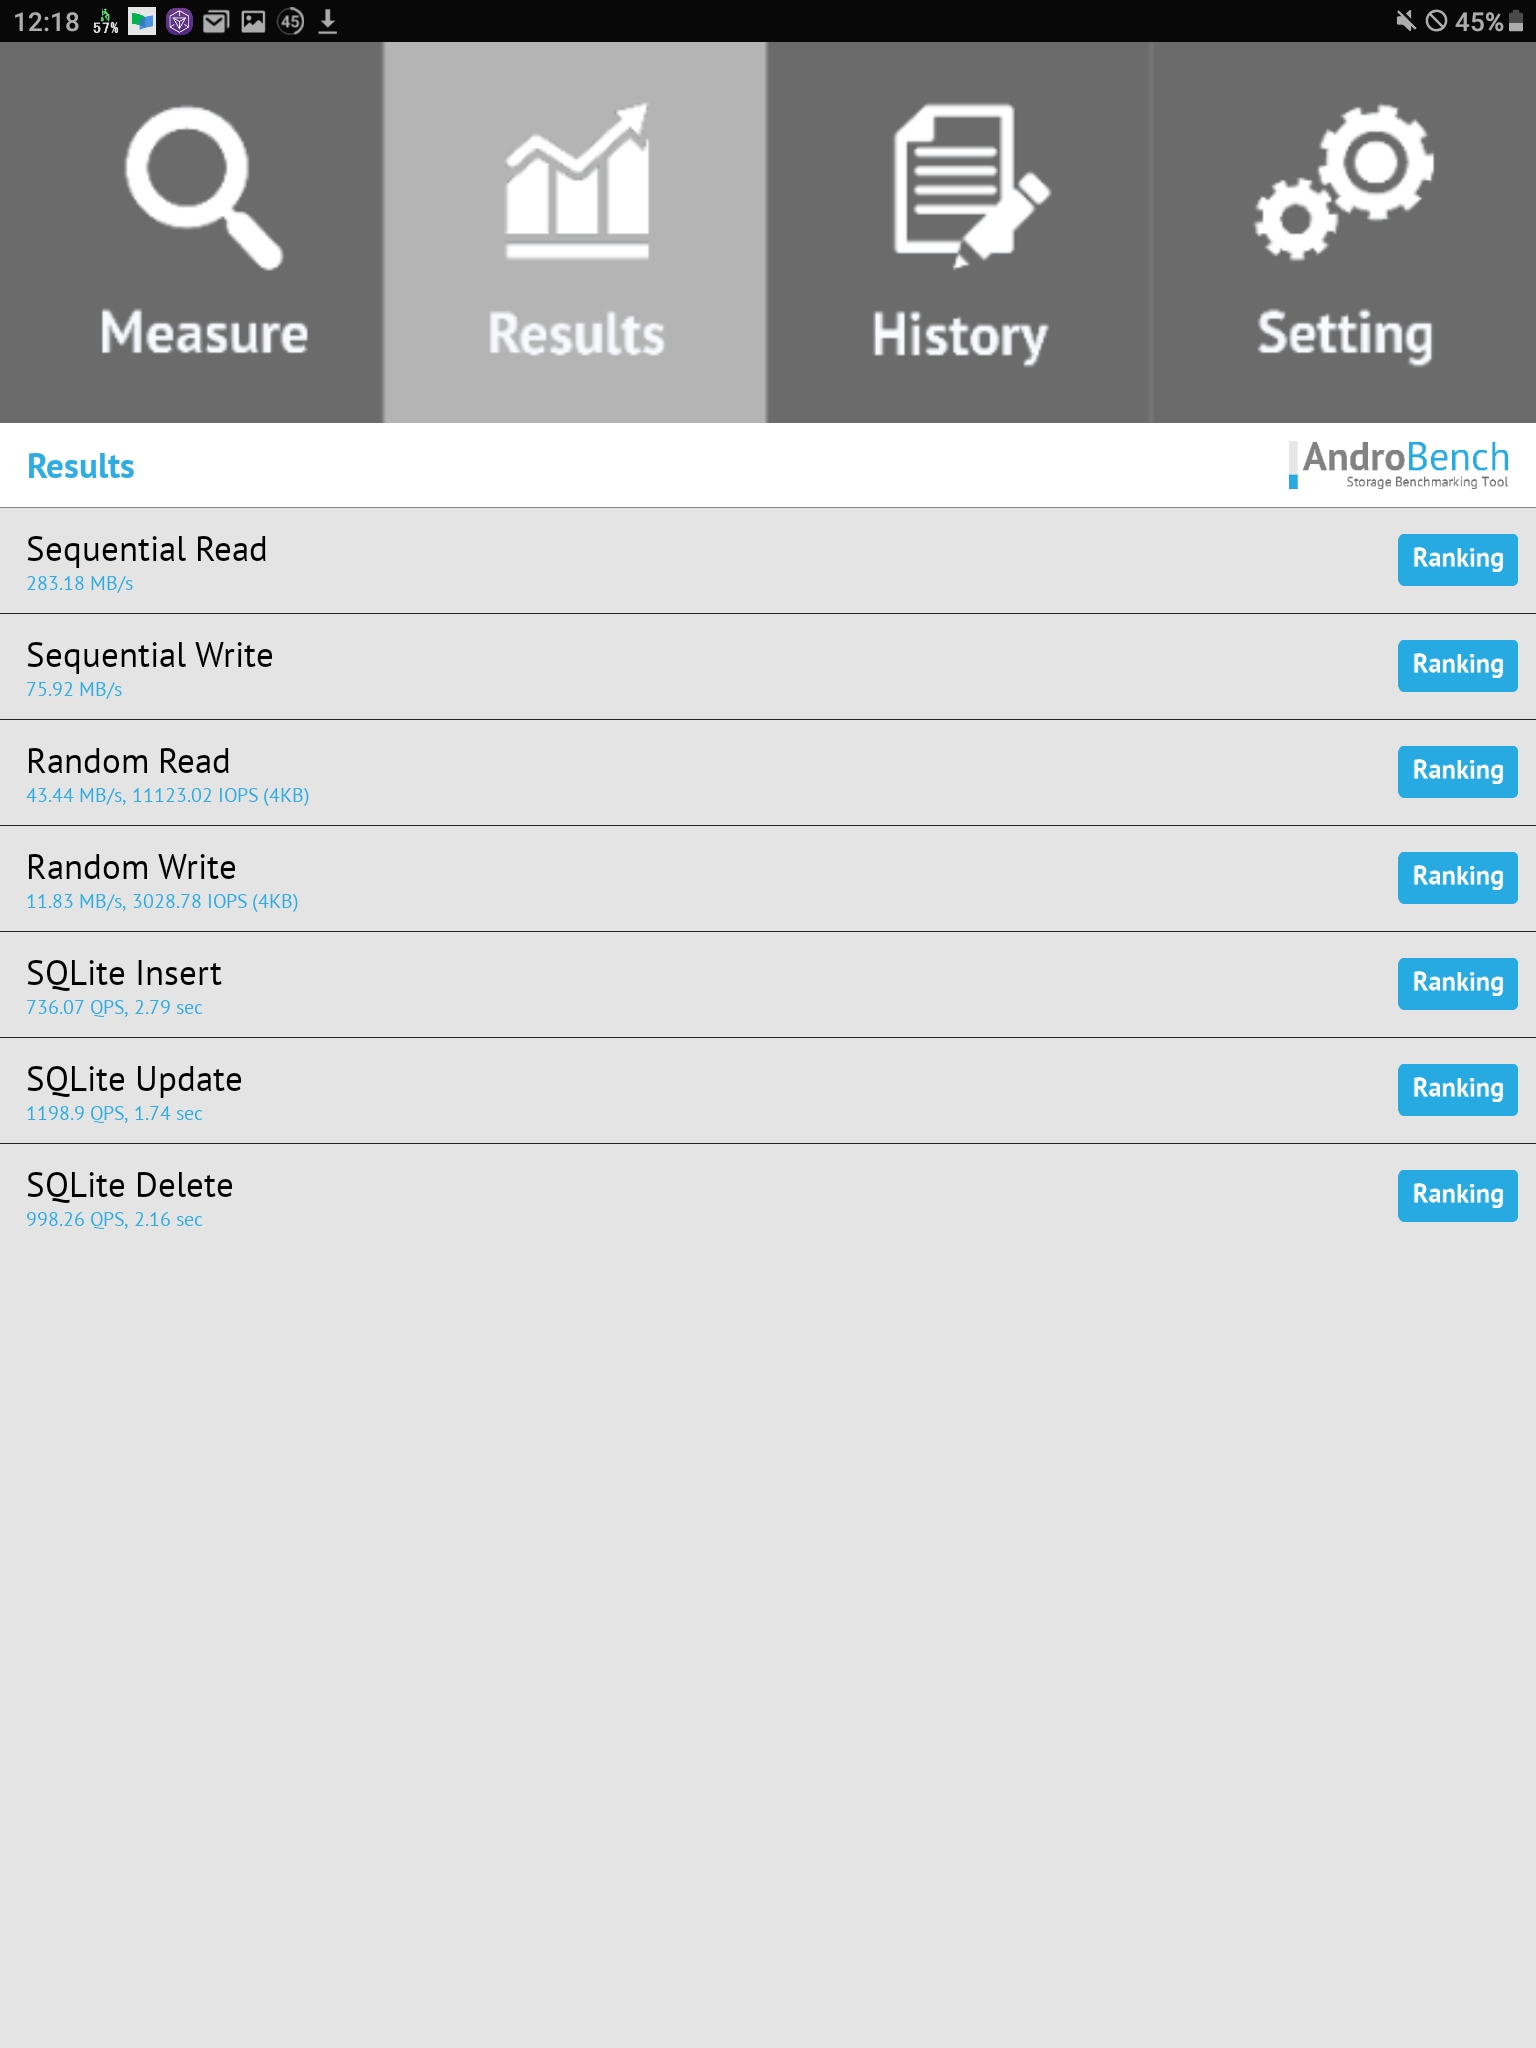 12:18 57% 45 45%
Measure Results History Setting
Results AndroBench
Storage Benchmarking Tool
Sequential Read
283.18 MB/s
Ranking
Sequential Write
75.92 MB/s
Ranking
Random Read
43.44 MB/s, 11123.02 IOPS (4KB)
Ranking
Random Write
11.83 MB/s, 3028.78 IOPS (4KB)
Ranking
SQLite Insert
736.07 QPS, 2.79 sec
Ranking
SQLite Update
1198.9 QPS, 1.74 sec
Ranking
SQLite Delete
998.26 QPS, 2.16 sec
Ranking